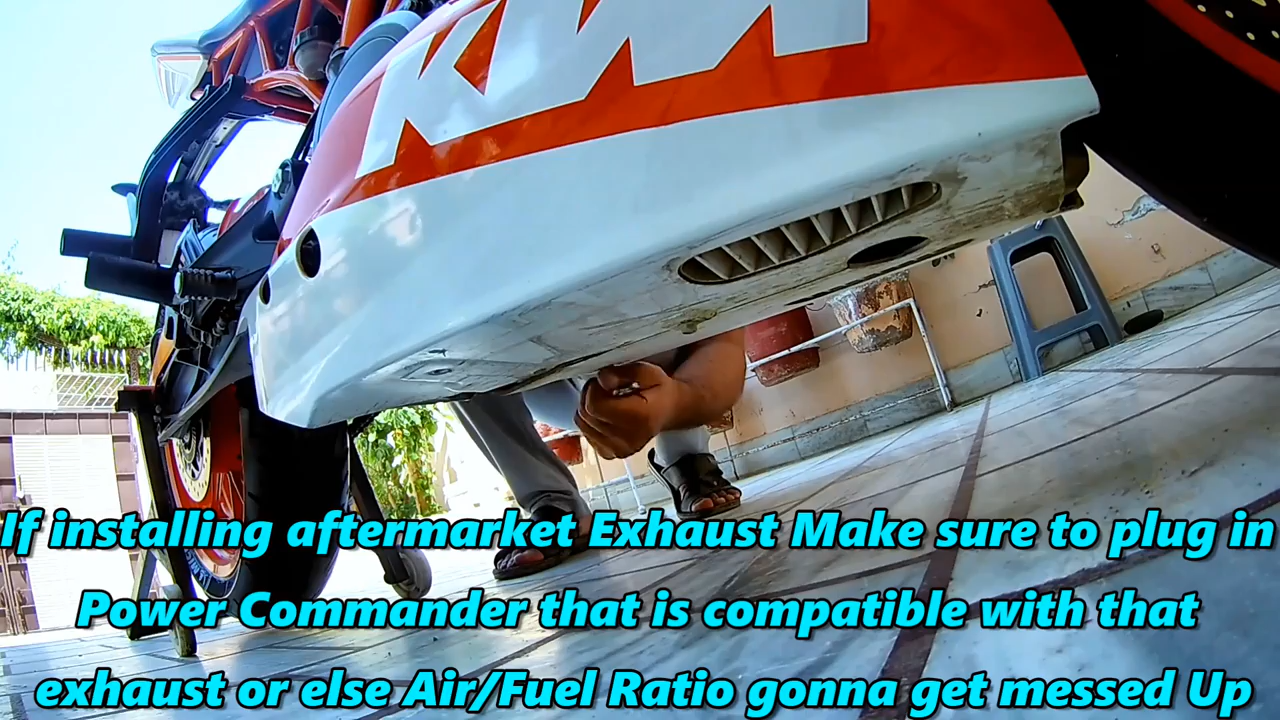 KTM
If installing aftermarket Exhaust Make sure to plug in
Power Commander that is compatible with that
exhaust or else Air/Fuel Ratio gonna get messed Up